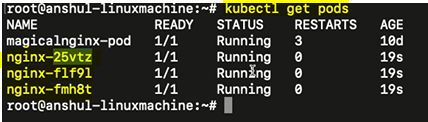 root@anshul-linuxmachine:~# kubectl get pods
NAME READY STATUS RESTARTS AGE
magicalnginx-pod 1/1 Running 3 10d
nginx-25vtz 1/1 Running 0 19s
nginx-flf9l 1/1 Running 0 19s
nginx-fmh8t 1/1 Running 0 19s
root@anshul-linuxmachine:~#